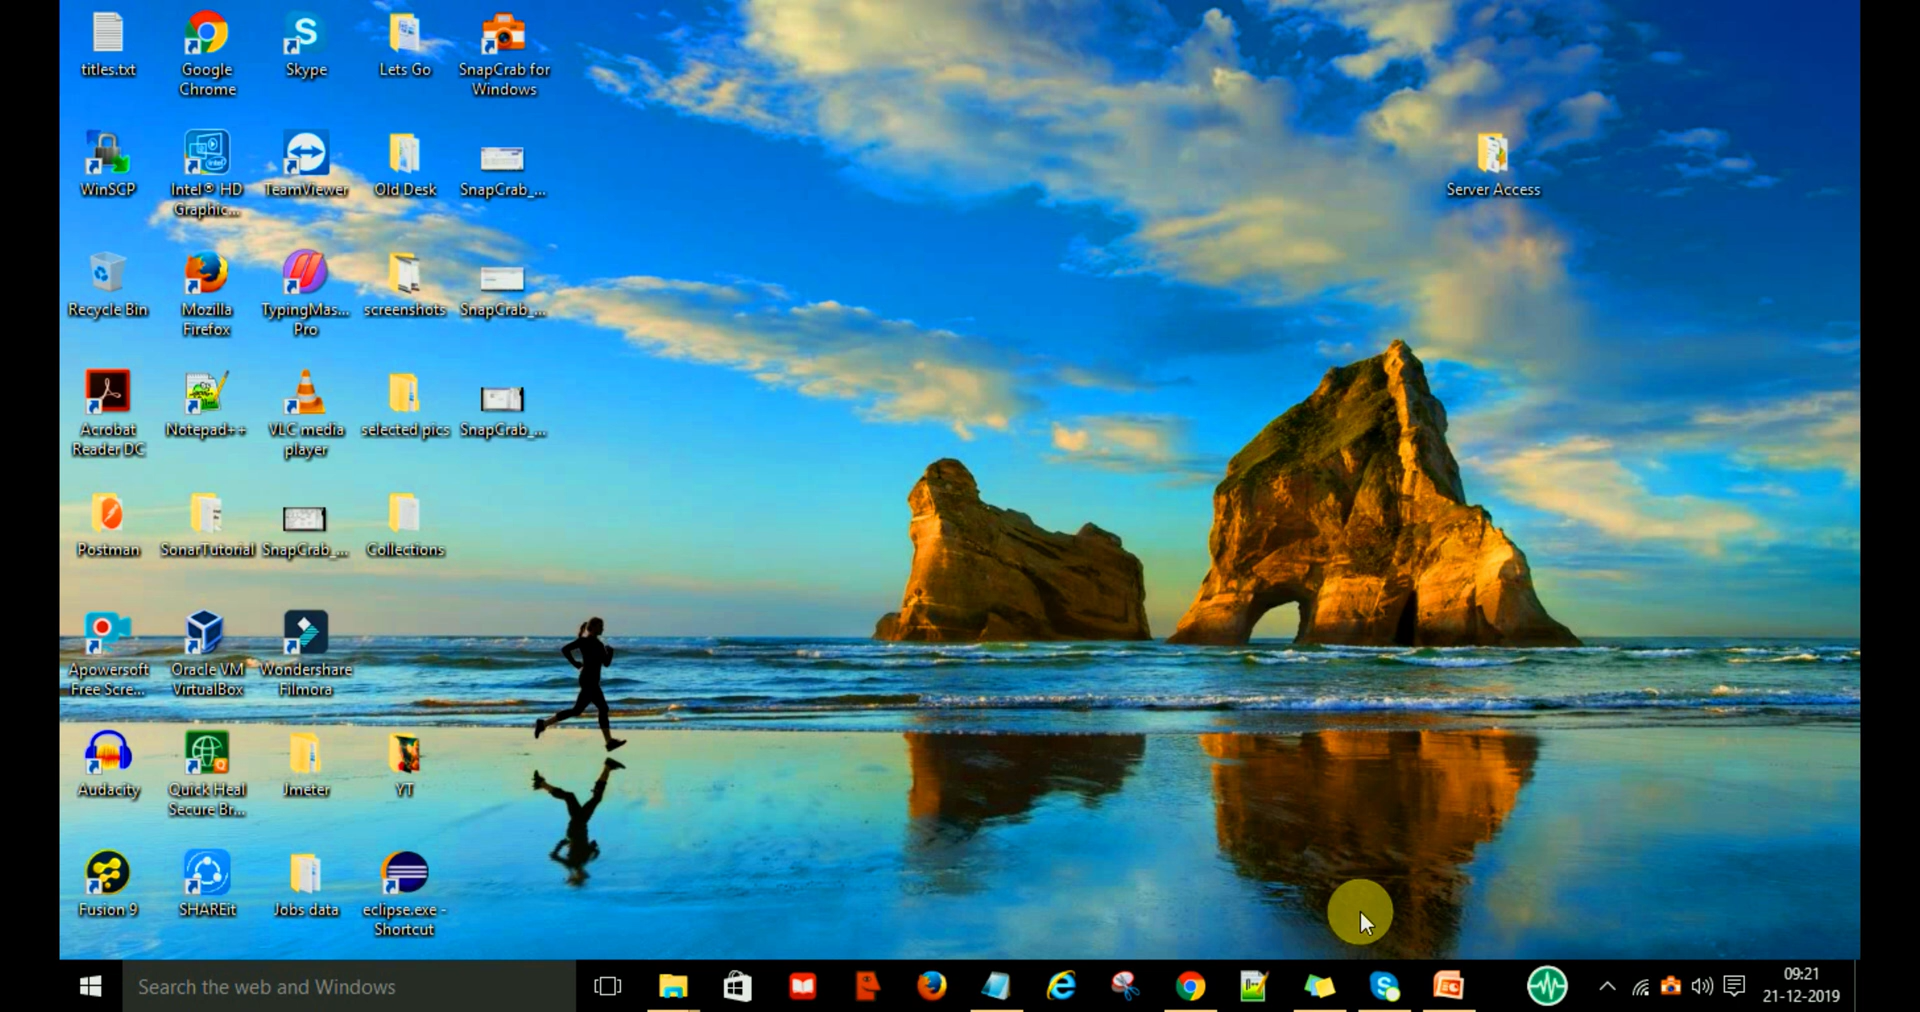 titles.txt
Google
Chrome
Skype
Lets Go
SnapCrab for
Windows
WinSCP
Intel® HD
Graphic...
TeamViewer
Old Desk
SnapCrab_...
Server Access
Recycle Bin
Mozilla
Firefox
TypingMas...
Pro
screenshots
SnapCrab_...
Acrobat
Reader DC
Notepad++
VLC media
player
selected pics
SnapCrab_...
Postman
SonarTutorial
SnapCrab_...
Collections
Apowersoft
Free Scre...
Oracle VM
VirtualBox
Wondershare
Filmora
Audacity
Quick Heal
Secure Br...
Jmeter
YT
Fusion 9
SHAREit
Jobs data
eclipse.exe -
Shortcut
Search the web and Windows
09:21
21-12-2019